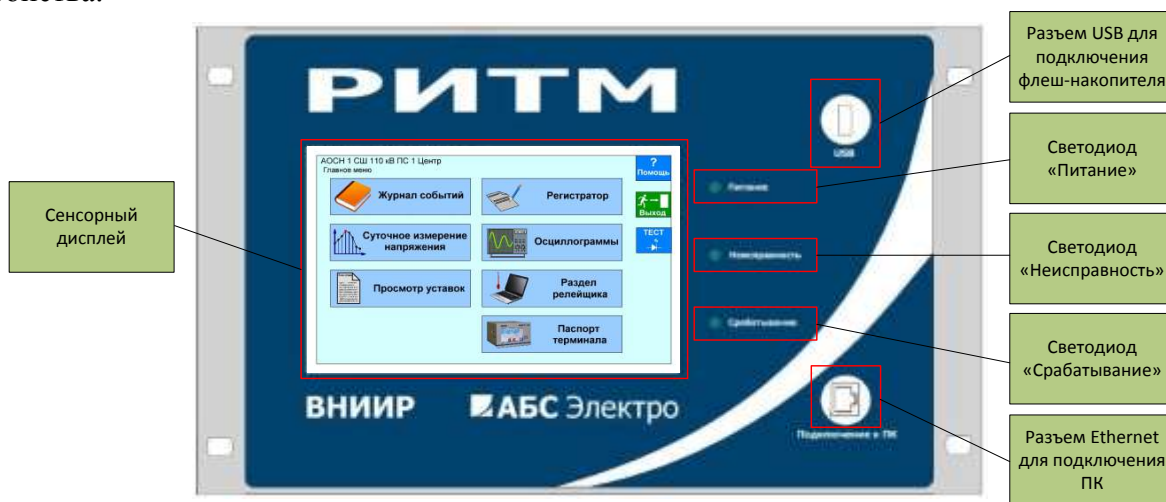 Разъем USB для
подключения
флеш-накопителя
РИТМ
USB
Светодиод
«Питание»
АОСН 1 СШ 110 кВ ПС 1 Центр
Главное меню
?
Помощь
Питание
Журнал событий
Регистратор
Выход
Сенсорный
дисплей
Суточное измерение
напряжения
Осциллограммы
ТЕСТ
Неисправность
Светодиод
«Неисправность»
Просмотр уставок
Раздел
релейщика
Срабатывание
Светодиод
«Срабатывание»
Паспорт
терминала
ВНИИР
АБС Электро
Подключение к ПК
Разъем Ethernet
для подключения
ПК